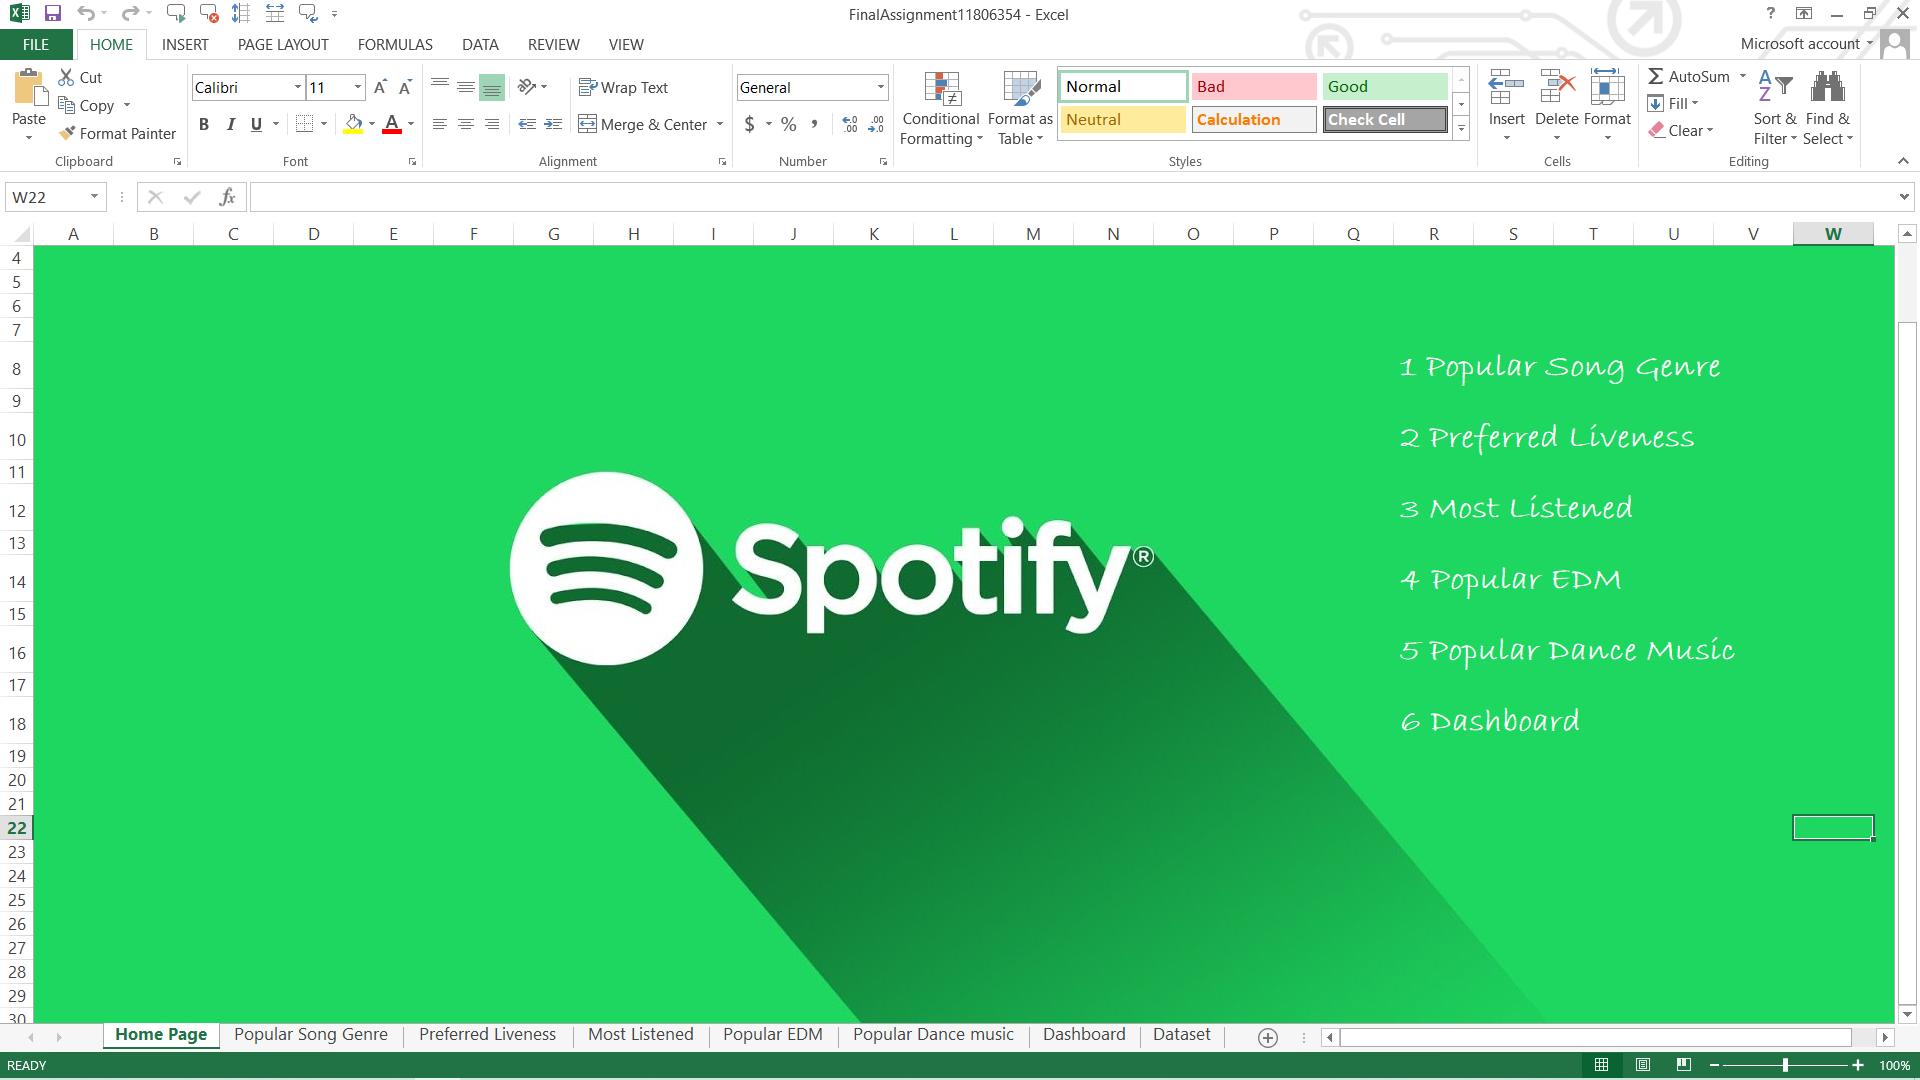 FinalAssignment11806354 - Excel
?
FILE HOME INSERT PAGE LAYOUT FORMULAS DATA REVIEW VIEW
Microsoft account
Paste
Cut
Copy
Format Painter
Clipboard
Calibri 11
B I U A
Font
Wrap Text
Merge & Center
Alignment
General
$ % ,
Number
Conditional Formatting
Format as Table
Normal Bad Good
Neutral Calculation Check Cell
Styles
Insert Delete Format
Cells
AutoSum
Fill
Clear
Sort & Filter
Find & Select
Editing
W22
fx
A B C D E F G H I J K L M N O P Q R S T U V W
4
5
6
7
8
9
10
11
12
13
14
15
16
17
18
19
20
21
22
23
24
25
26
27
28
29
30
Spotify®
1 Popular Song Genre
2 Preferred Liveness
3 Most Listened
4 Popular EDM
5 Popular Dance Music
6 Dashboard
Home Page Popular Song Genre Preferred Liveness Most Listened Popular EDM Popular Dance music Dashboard Dataset
READY
100%